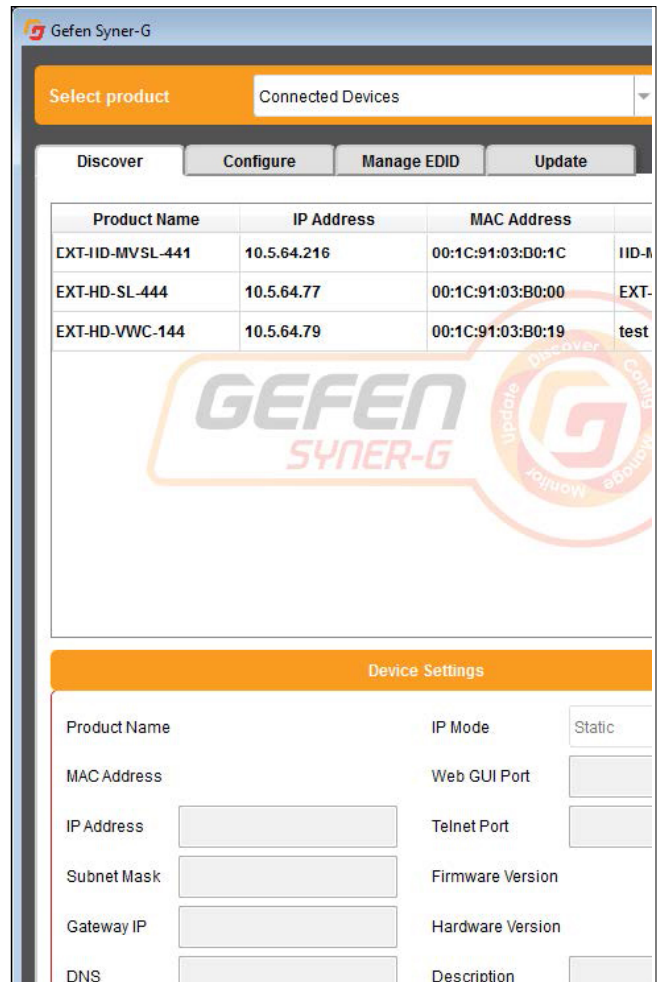 Gefen Syner-G
Select product Connected Devices
Discover Configure Manage EDID Update
Product Name IP Address MAC Address
EXT-HD-MVSL-441 10.5.64.216 00:1C:91:03:B0:1C HD-M
EXT-HD-SL-444 10.5.64.77 00:1C:91:03:B0:00 EXT-
EXT-HD-VWC-144 10.5.64.79 00:1C:91:03:B0:19 test
GEFEN
SYNER-G
Discover
Config
Manage
Monitor
Update
Device Settings
Product Name IP Mode Static
MAC Address Web GUI Port
IP Address Telnet Port
Subnet Mask Firmware Version
Gateway IP Hardware Version
DNS Description